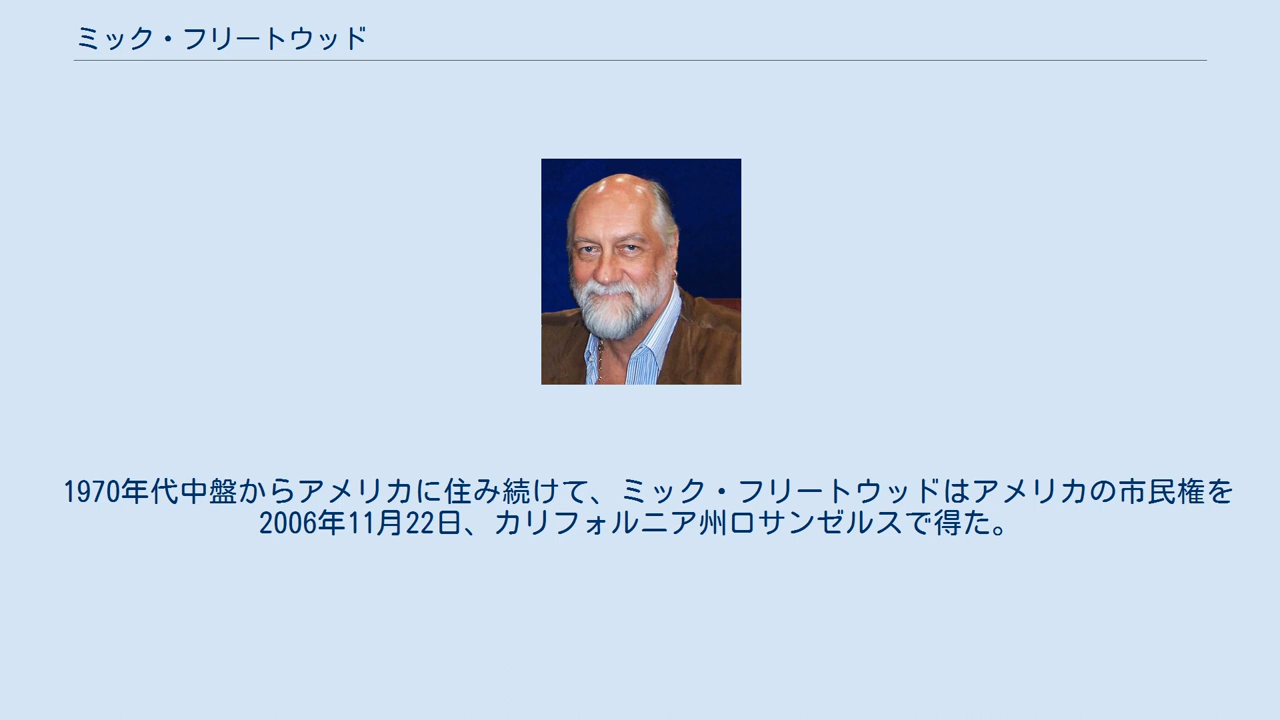 ミック・フリートウッド
1970年代中盤からアメリカに住み続けて、ミック・フリートウッドはアメリカの市民権を
2006年11月22日、カリフォルニア州ロサンゼルスで得た。